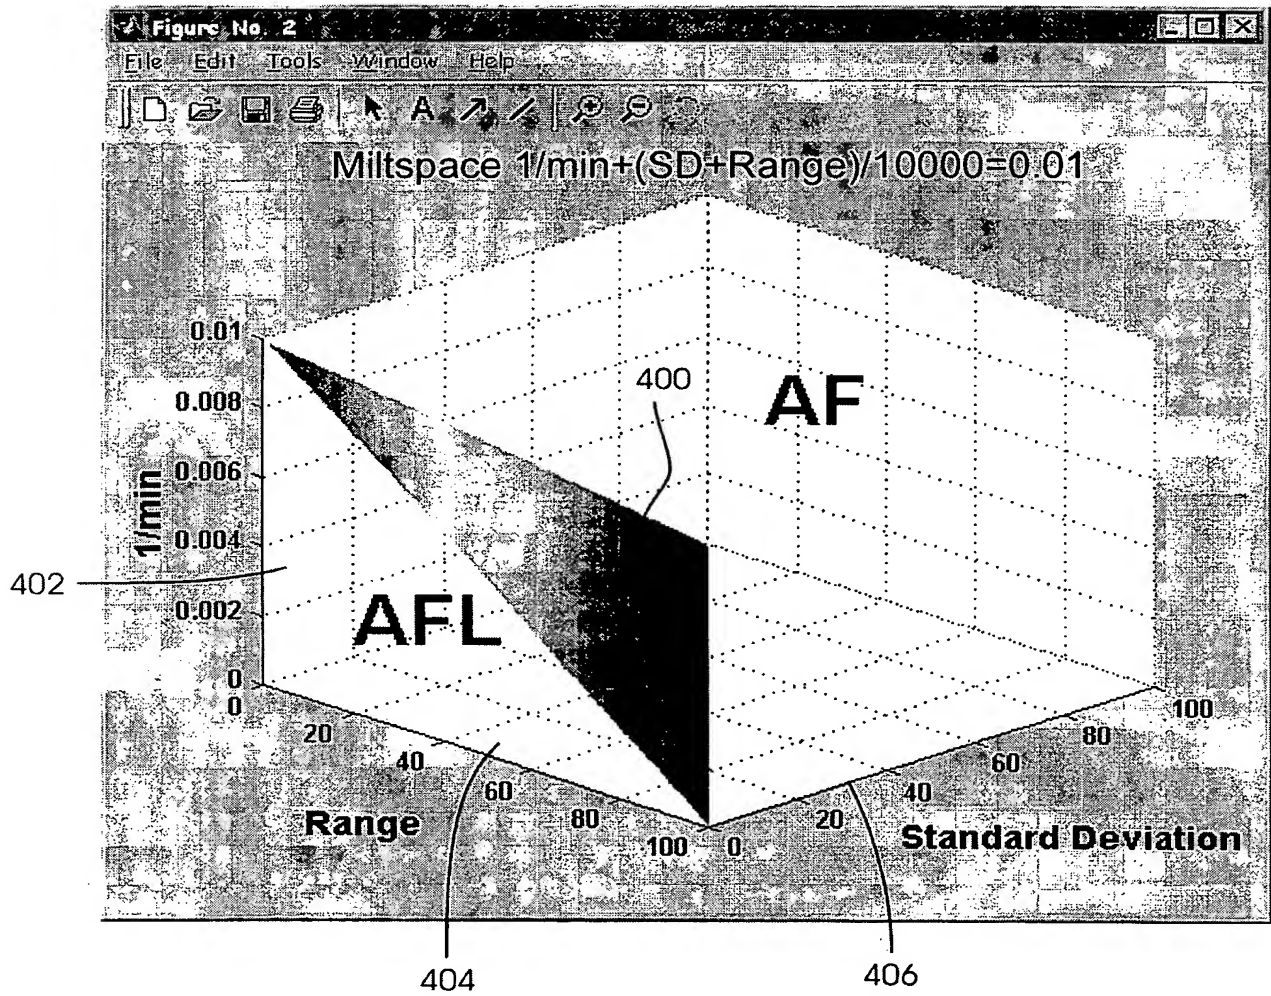 Figure No. 2
File Edit Tools Window Help
A
Miltspace 1/min+(SD+Range)/10000=0.01
0.01
0.008
0.006
0.004
0.002
0
1/min
400
AF
402
AFL
0
20
40
60
80
100
Range
0
20
40
60
80
100
Standard Deviation
404
406